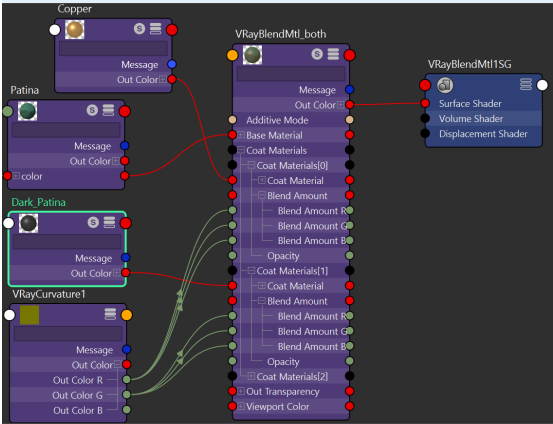 Copper
S
Message
Out Color
Patina
S
Message
Out Color
color
Dark_Patina
S
Message
Out Color
VRayCurvature1
Message
Out Color
Out Color R
Out Color G
Out Color B
VRayBlendMtl_both
S
Message
Out Color
Additive Mode
Base Material
Coat Materials
Coat Materials[0]
Coat Material
Blend Amount
Blend Amount R
Blend Amount G
Blend Amount B
Opacity
Coat Materials[1]
Coat Material
Blend Amount
Blend Amount R
Blend Amount G
Blend Amount B
Opacity
Coat Materials[2]
Out Transparency
Viewport Color
VRayBlendMtl1SG
Surface Shader
Volume Shader
Displacement Shader